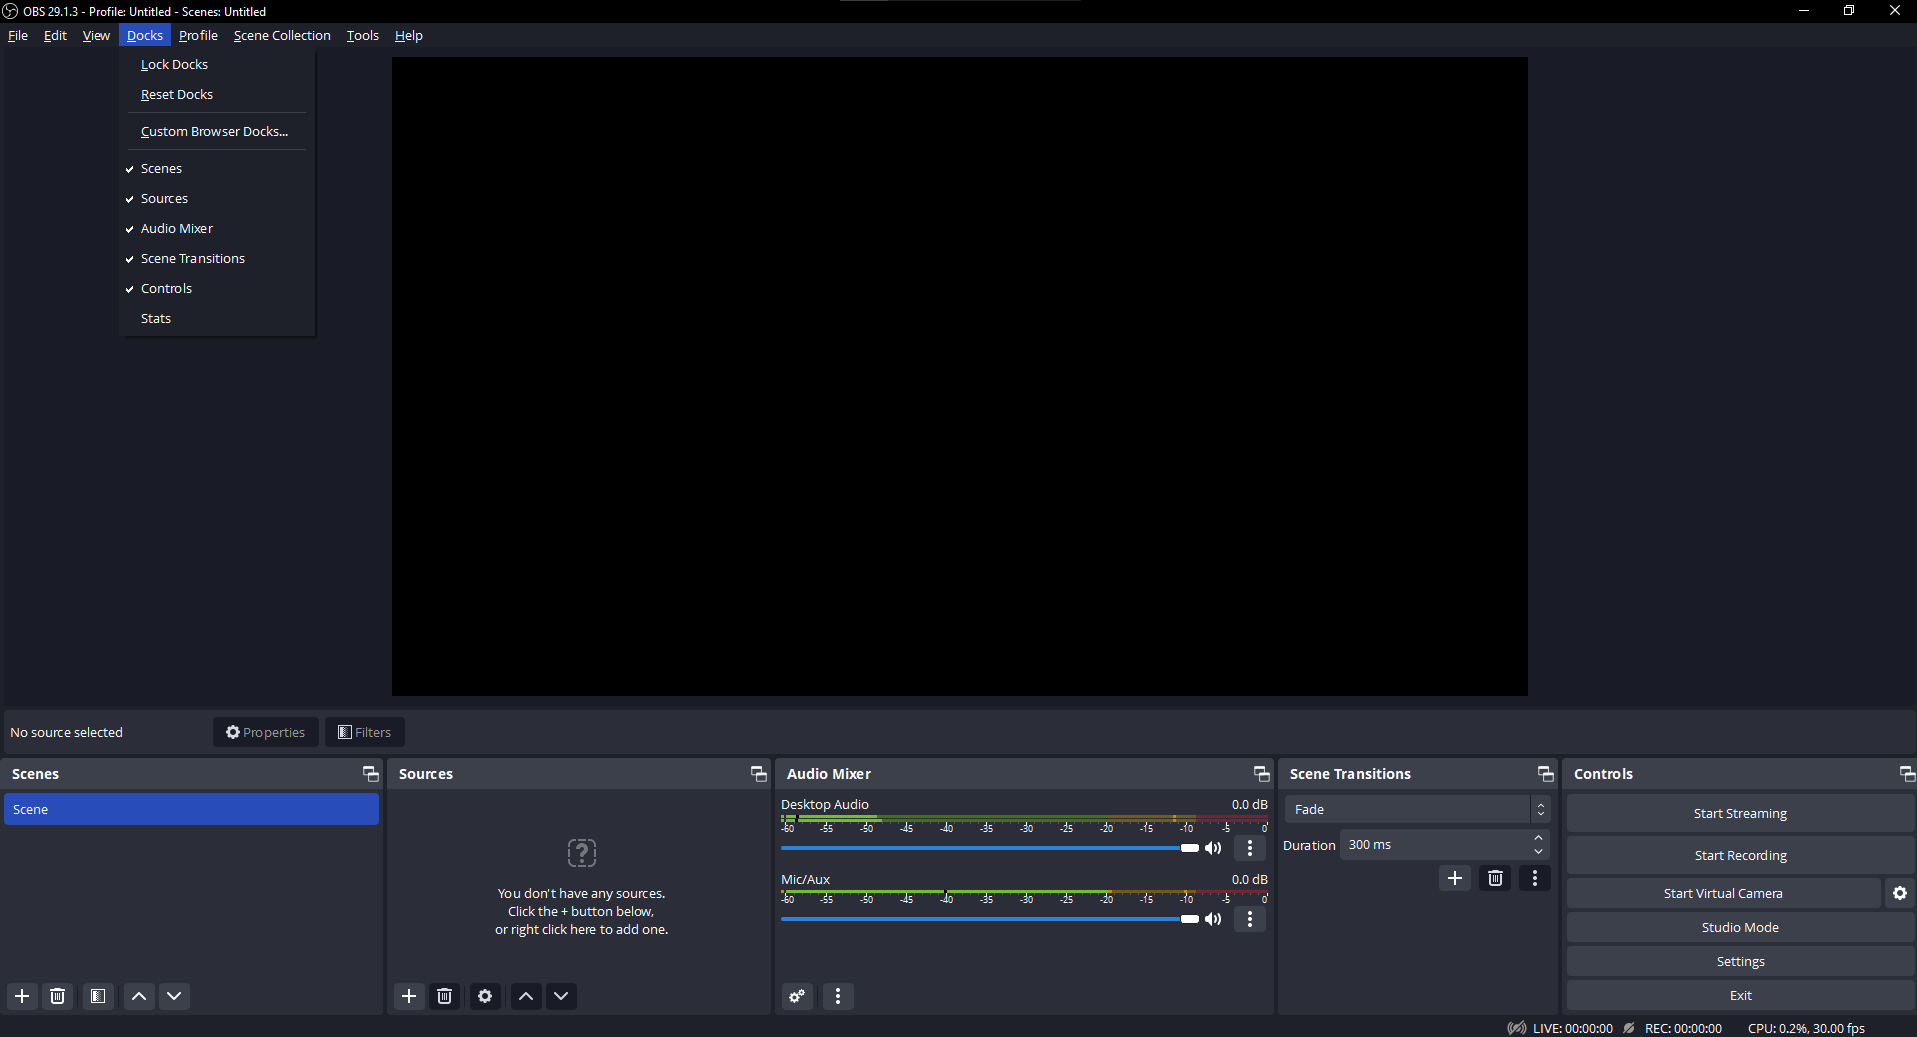 OBS 29.1.3 - Profile: Untitled - Scenes: Untitled
File Edit View Docks Profile Scene Collection Tools Help
Lock Docks
Reset Docks
Custom Browser Docks...
Scenes
Sources
Audio Mixer
Scene Transitions
Controls
Stats
No source selected
Properties
Filters
Scenes
Scene
Sources
You don't have any sources.
Click the + button below,
or right click here to add one.
Audio Mixer
Desktop Audio 0.0 dB
-60 -55 -50 -45 -40 -35 -30 -25 -20 -15 -10 -5 0
Mic/Aux 0.0 dB
-60 -55 -50 -45 -40 -35 -30 -25 -20 -15 -10 -5 0
Scene Transitions
Fade
Duration 300 ms
Controls
Start Streaming
Start Recording
Start Virtual Camera
Studio Mode
Settings
Exit
LIVE: 00:00:00 REC: 00:00:00 CPU: 0.2%, 30.00 fps